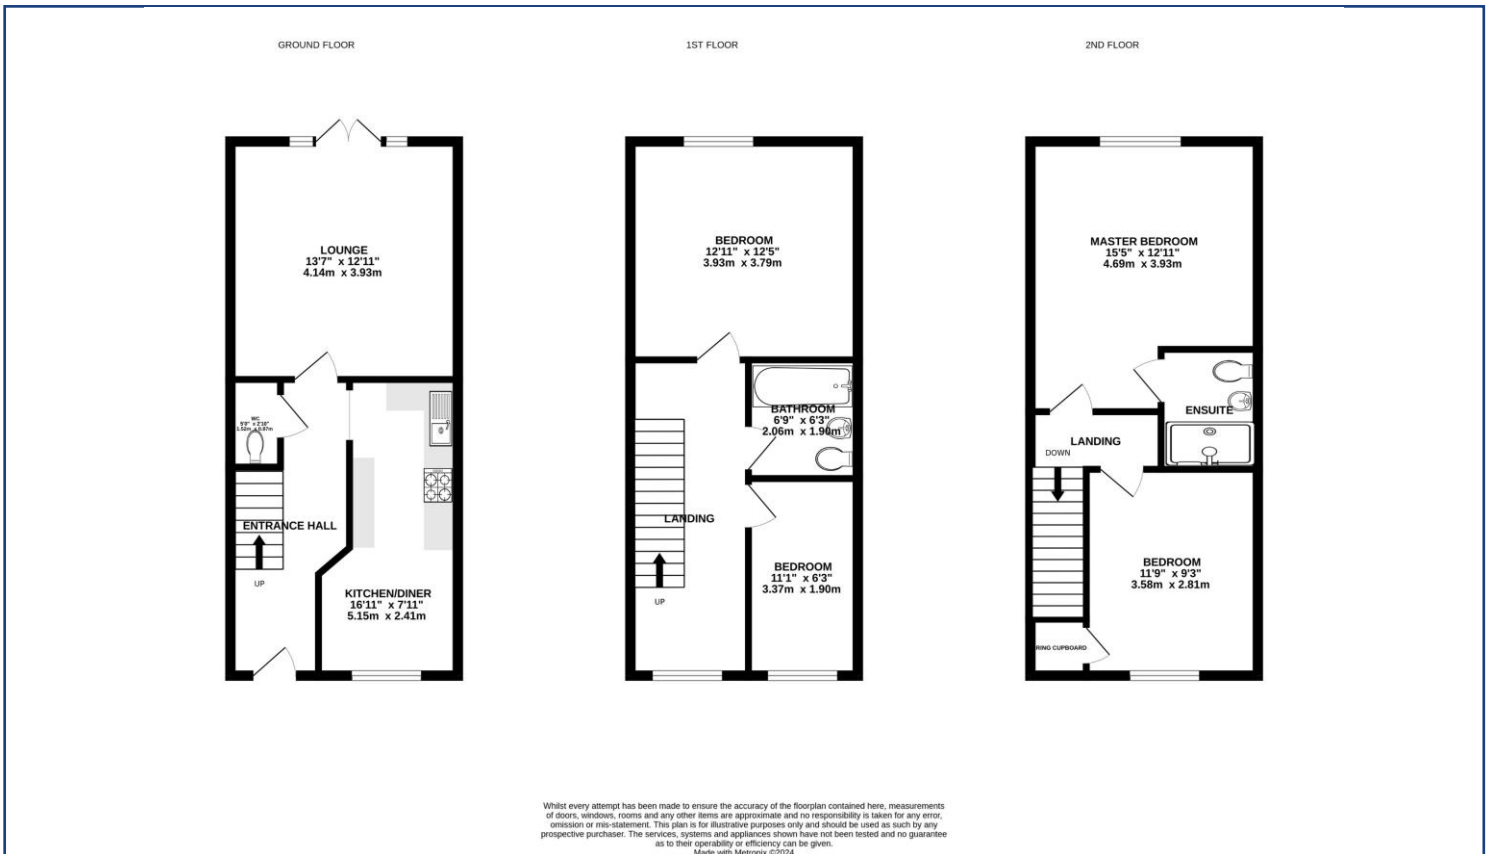 GROUND FLOOR
1ST FLOOR
2ND FLOOR
LOUNGE
13'7" x 12'11"
4.14m x 3.93m
WC
ENTRANCE HALL
UP
KITCHEN/DINER
16'11" x 7'11"
5.15m x 2.41m
BEDROOM
12'11" x 12'5"
3.93m x 3.79m
BATHROOM
6'9" x 6'3"
2.06m x 1.90m
LANDING
UP
BEDROOM
11'1" x 6'3"
3.37m x 1.90m
MASTER BEDROOM
15'5" x 12'11"
4.69m x 3.93m
ENSUITE
LANDING
DOWN
BEDROOM
11'9" x 9'3"
3.58m x 2.81m
RING CUPBOARD
Whilst every attempt has been made to ensure the accuracy of the floorplan contained here, measurements
of doors, windows, rooms and any other items are approximate and no responsibility is taken for any error,
omission or mis-statement. This plan is for illustrative purposes only and should be used as such by any
prospective purchaser. The services, systems and appliances shown have not been tested and no guarantee
as to their operability or efficiency can be given.
Made with Metropix ©2024